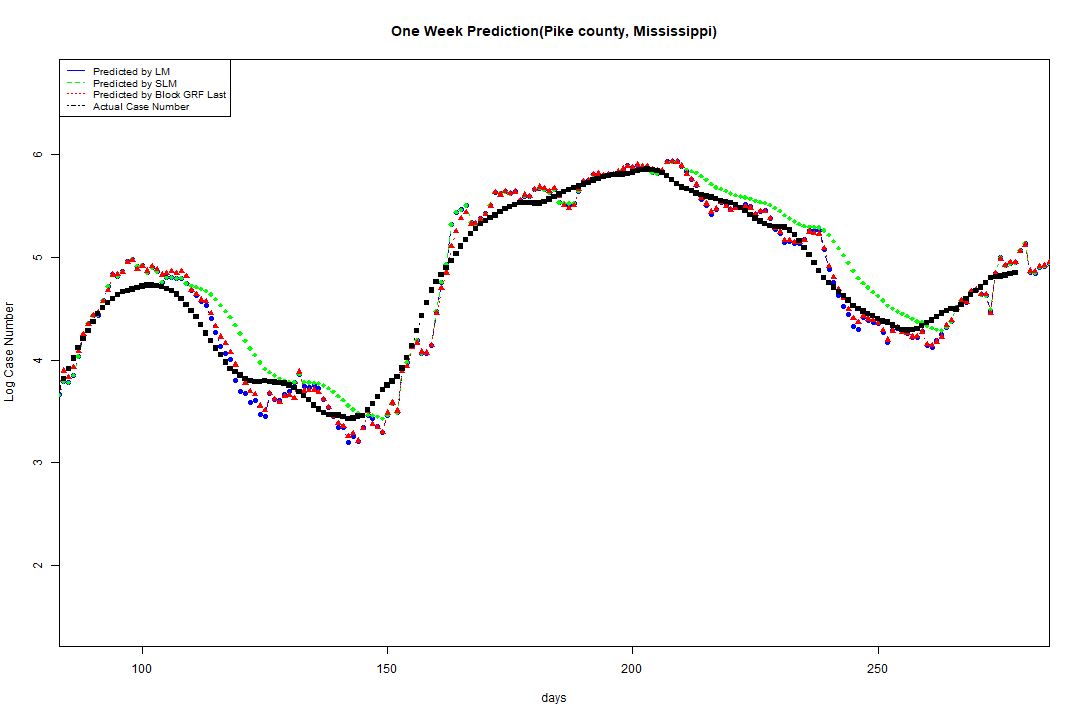 One Week Prediction(Pike county, Mississippi)
Predicted by LM
Predicted by SLM
Predicted by Block GRF Last
Actual Case Number
6
5
4
3
2
Log Case Number
100
150
200
250
days